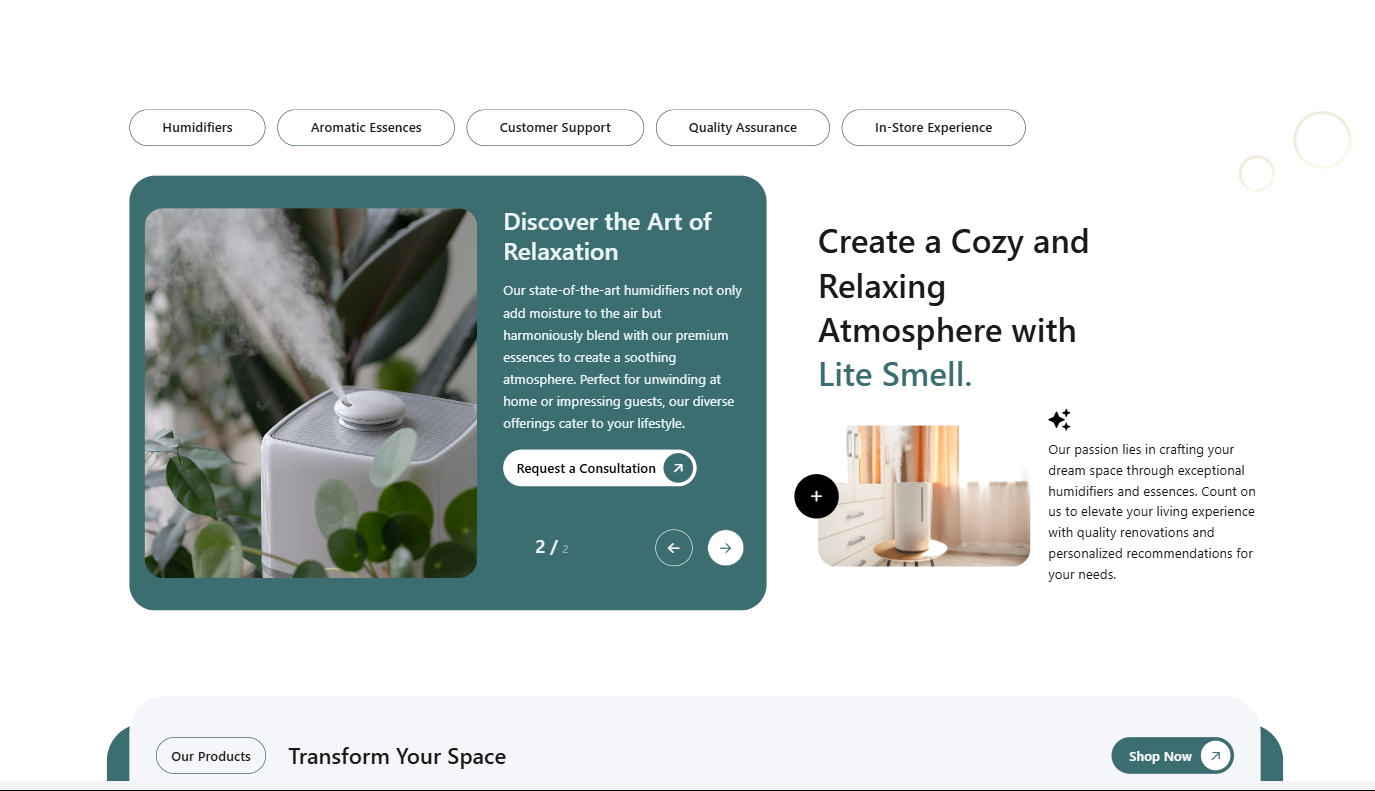 Humidifiers
Aromatic Essences
Customer Support
Quality Assurance
In-Store Experience
Discover the Art of
Relaxation
Our state-of-the-art humidifiers not only
add moisture to the air but
harmoniously blend with our premium
essences to create a soothing
atmosphere. Perfect for unwinding at
home or impressing guests, our diverse
offerings cater to your lifestyle.
Request a Consultation
2 / 2
Create a Cozy and
Relaxing
Atmosphere with
Lite Smell.
+
Our passion lies in crafting your
dream space through exceptional
humidifiers and essences. Count on
us to elevate your living experience
with quality renovations and
personalized recommendations for
your needs.
Our Products
Transform Your Space
Shop Now